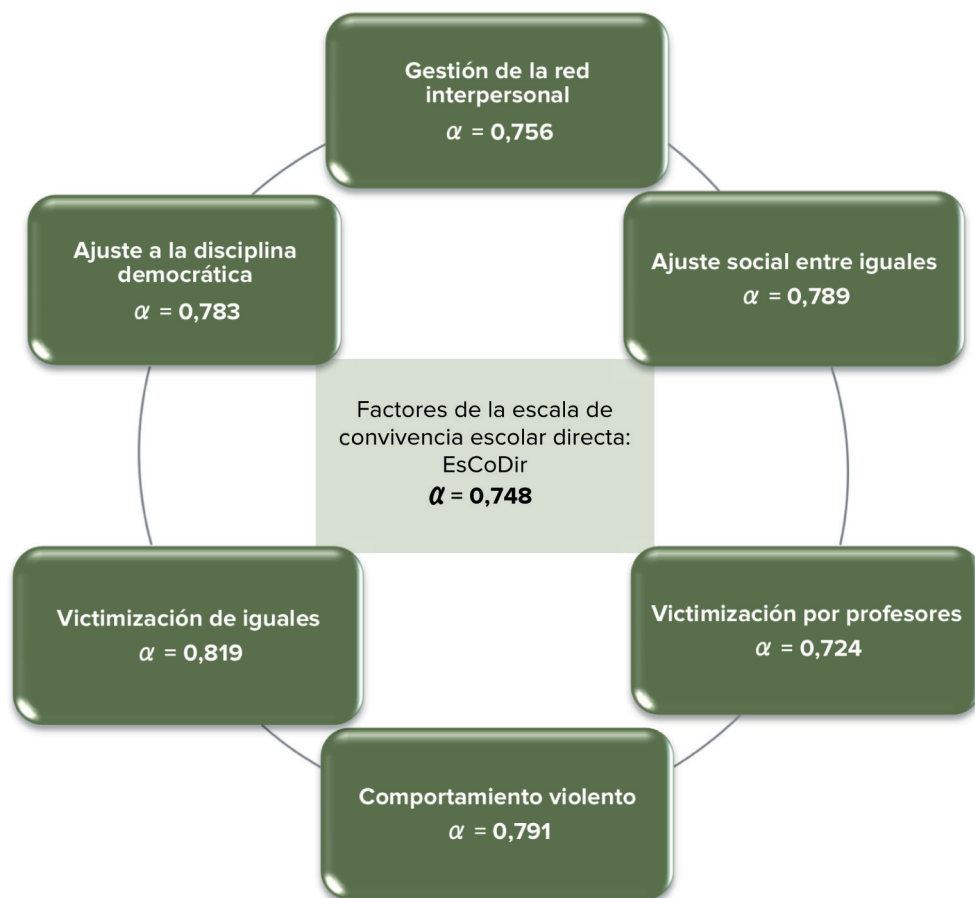 Gestión de la red
interpersonal
α = 0,756
Ajuste social entre iguales
α = 0,789
Victimización por profesores
α = 0,724
Comportamiento violento
α = 0,791
Victimización de iguales
α = 0,819
Ajuste a la disciplina
democrática
α = 0,783
Factores de la escala de
convivencia escolar directa:
EsCoDir
α = 0,748